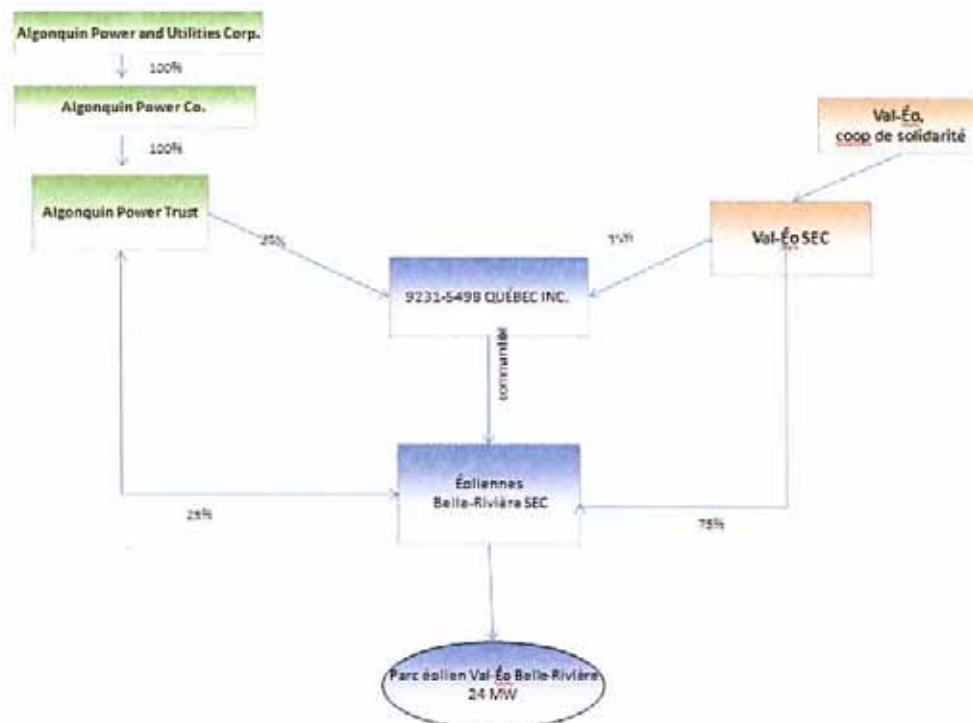 Algonquin Power and Utilities Corp.
100%
Algonquin Power Co.
100%
Algonquin Power Trust
Val-Éo,
coop de solidarité
Val-Éo SEC
25%
9231-5498 QUÉBEC INC.
Éoliennes
Belle-Rivière SEC
25%
75%
Parc éolien Val-Éo Belle-Rivière
24 MW